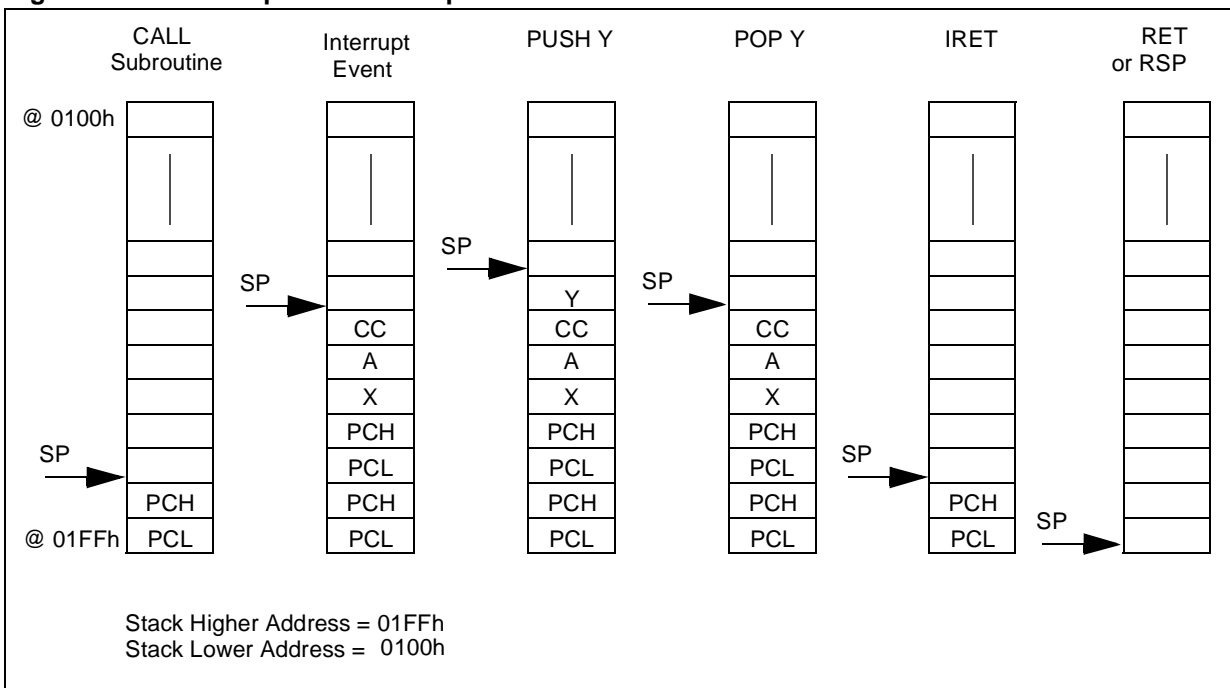 CALL
Subroutine
Interrupt
Event
PUSH Y
POP Y
IRET
RET
or RSP
@ 0100h
SP
SP
SP
Y
CC
CC
CC
A
A
A
X
X
X
PCH
PCH
PCH
SP
SP
PCL
PCL
PCL
PCH
PCH
PCH
PCH
PCH
SP
@ 01FFh
PCL
PCL
PCL
PCL
PCL
Stack Higher Address = 01FFh
Stack Lower Address = 0100h